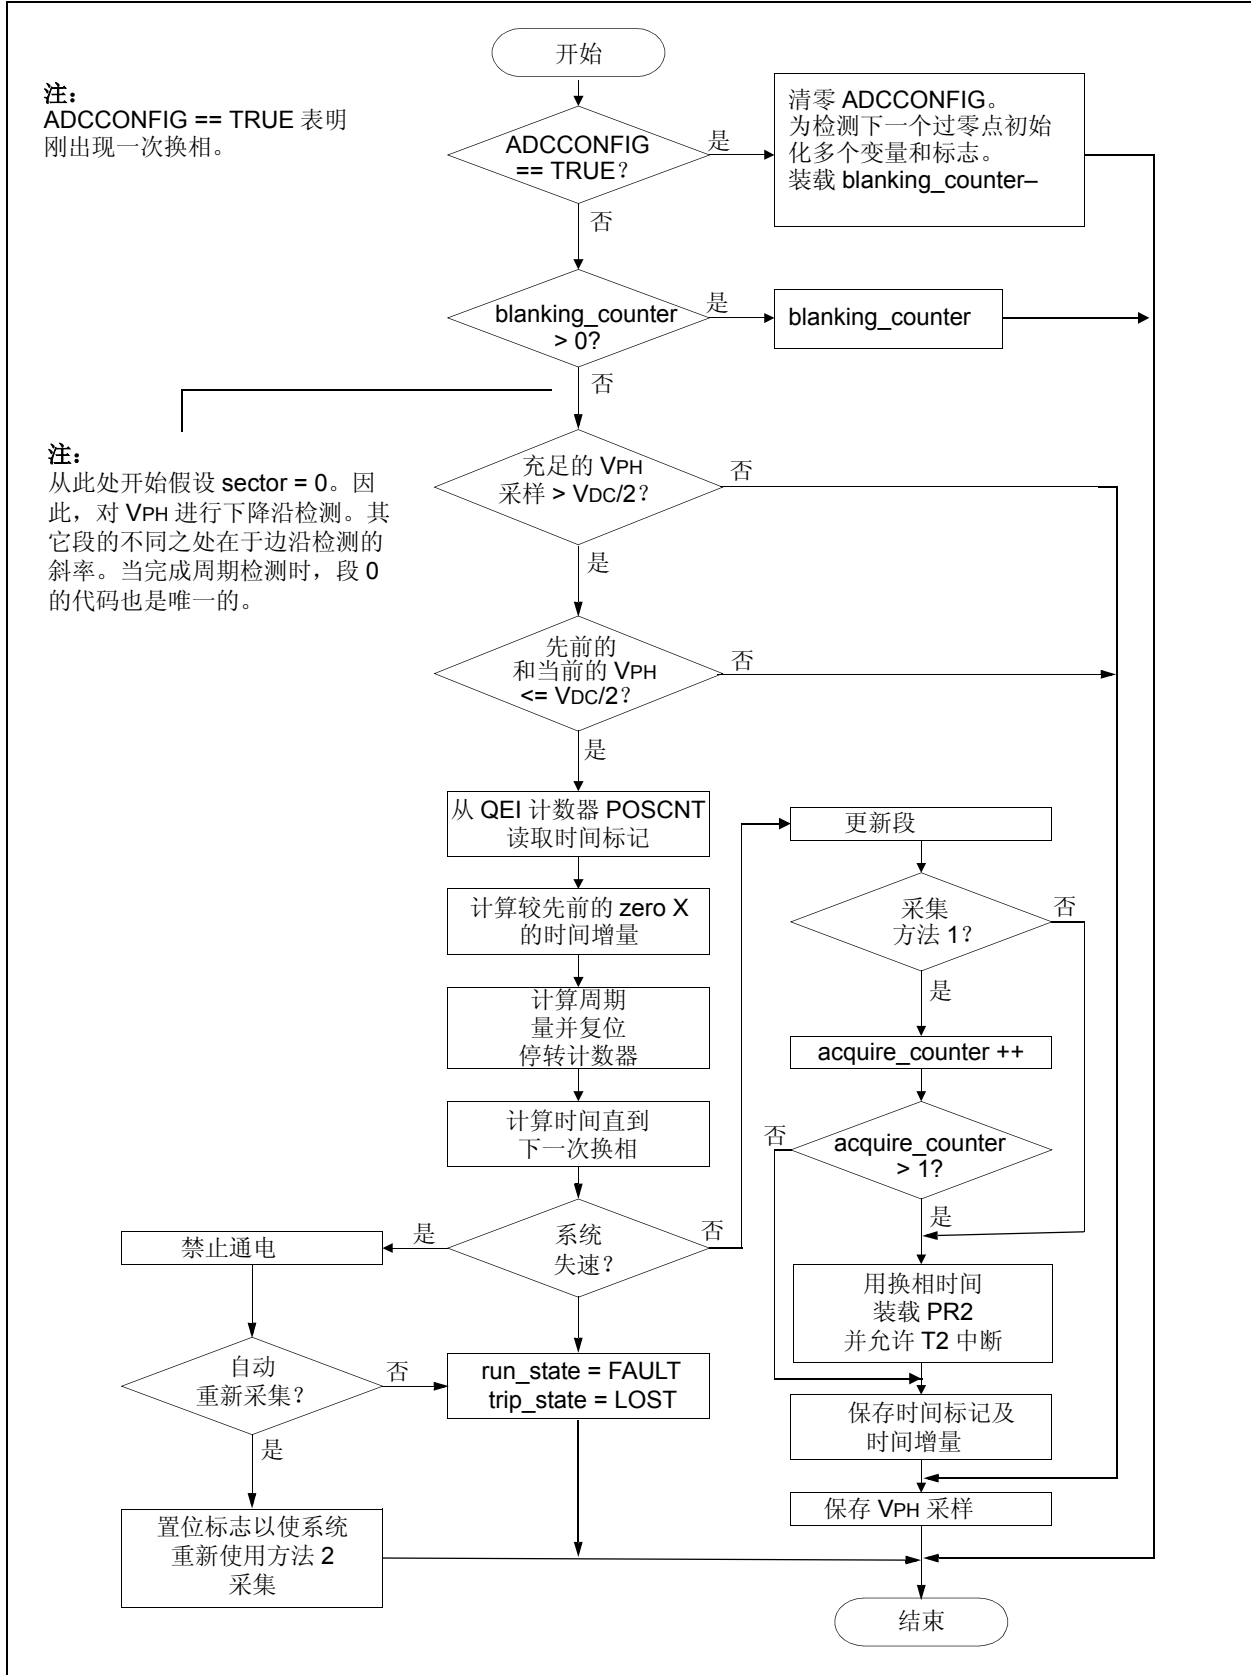 开始
注：
ADCCONFIG == TRUE 表明
刚出现一次换相。
ADCCONFIG
== TRUE？
是
清零 ADCCONFIG。
为检测下一个过零点初始
化多个变量和标志。
装载 blanking_counter–
否
blanking_counter
> 0?
是
blanking_counter
否
注：
从此处开始假设 sector = 0。因
此，对 VPH 进行下降沿检测。其
它段的不同之处在于边沿检测的
斜率。当完成周期检测时，段 0
的代码也是唯一的。
充足的 VPH
采样 > VDC/2？
否
是
先前的
和当前的 VPH
<= VDC/2？
否
是
从 QEI 计数器 POSCNT
读取时间标记
计算较先前的 zero X
的时间增量
计算周期
量并复位
停转计数器
计算时间直到
下一次换相
系统
失速？
是
否
禁止通电
自动
重新采集？
否
run_state = FAULT
trip_state = LOST
是
置位标志以使系统
重新使用方法 2
采集
更新段
采集
方法 1？
否
是
acquire_counter ++
acquire_counter
> 1?
否
是
用换相时间
装载 PR2
并允许 T2 中断
保存时间标记及
时间增量
保存 VPH 采样
结束